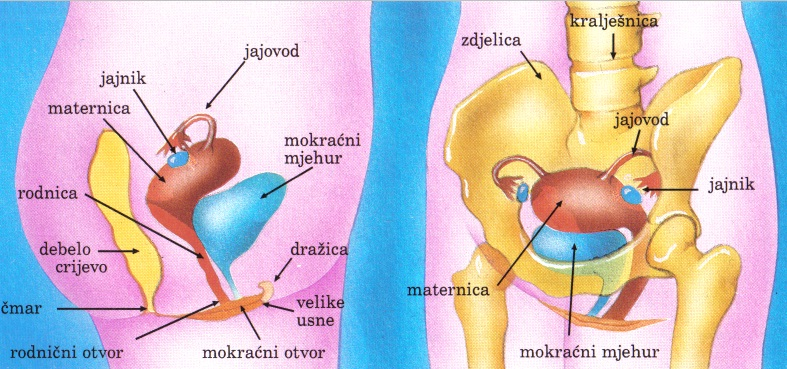 jajovod
jajnik
maternica
mokraćni
mjehur
rodnica
debelo
crijevo
dražica
čmar
velike
usne
rodnični otvor
mokraćni otvor
kralješnica
zdjelica
jajovod
jajnik
maternica
mokraćni mjehur